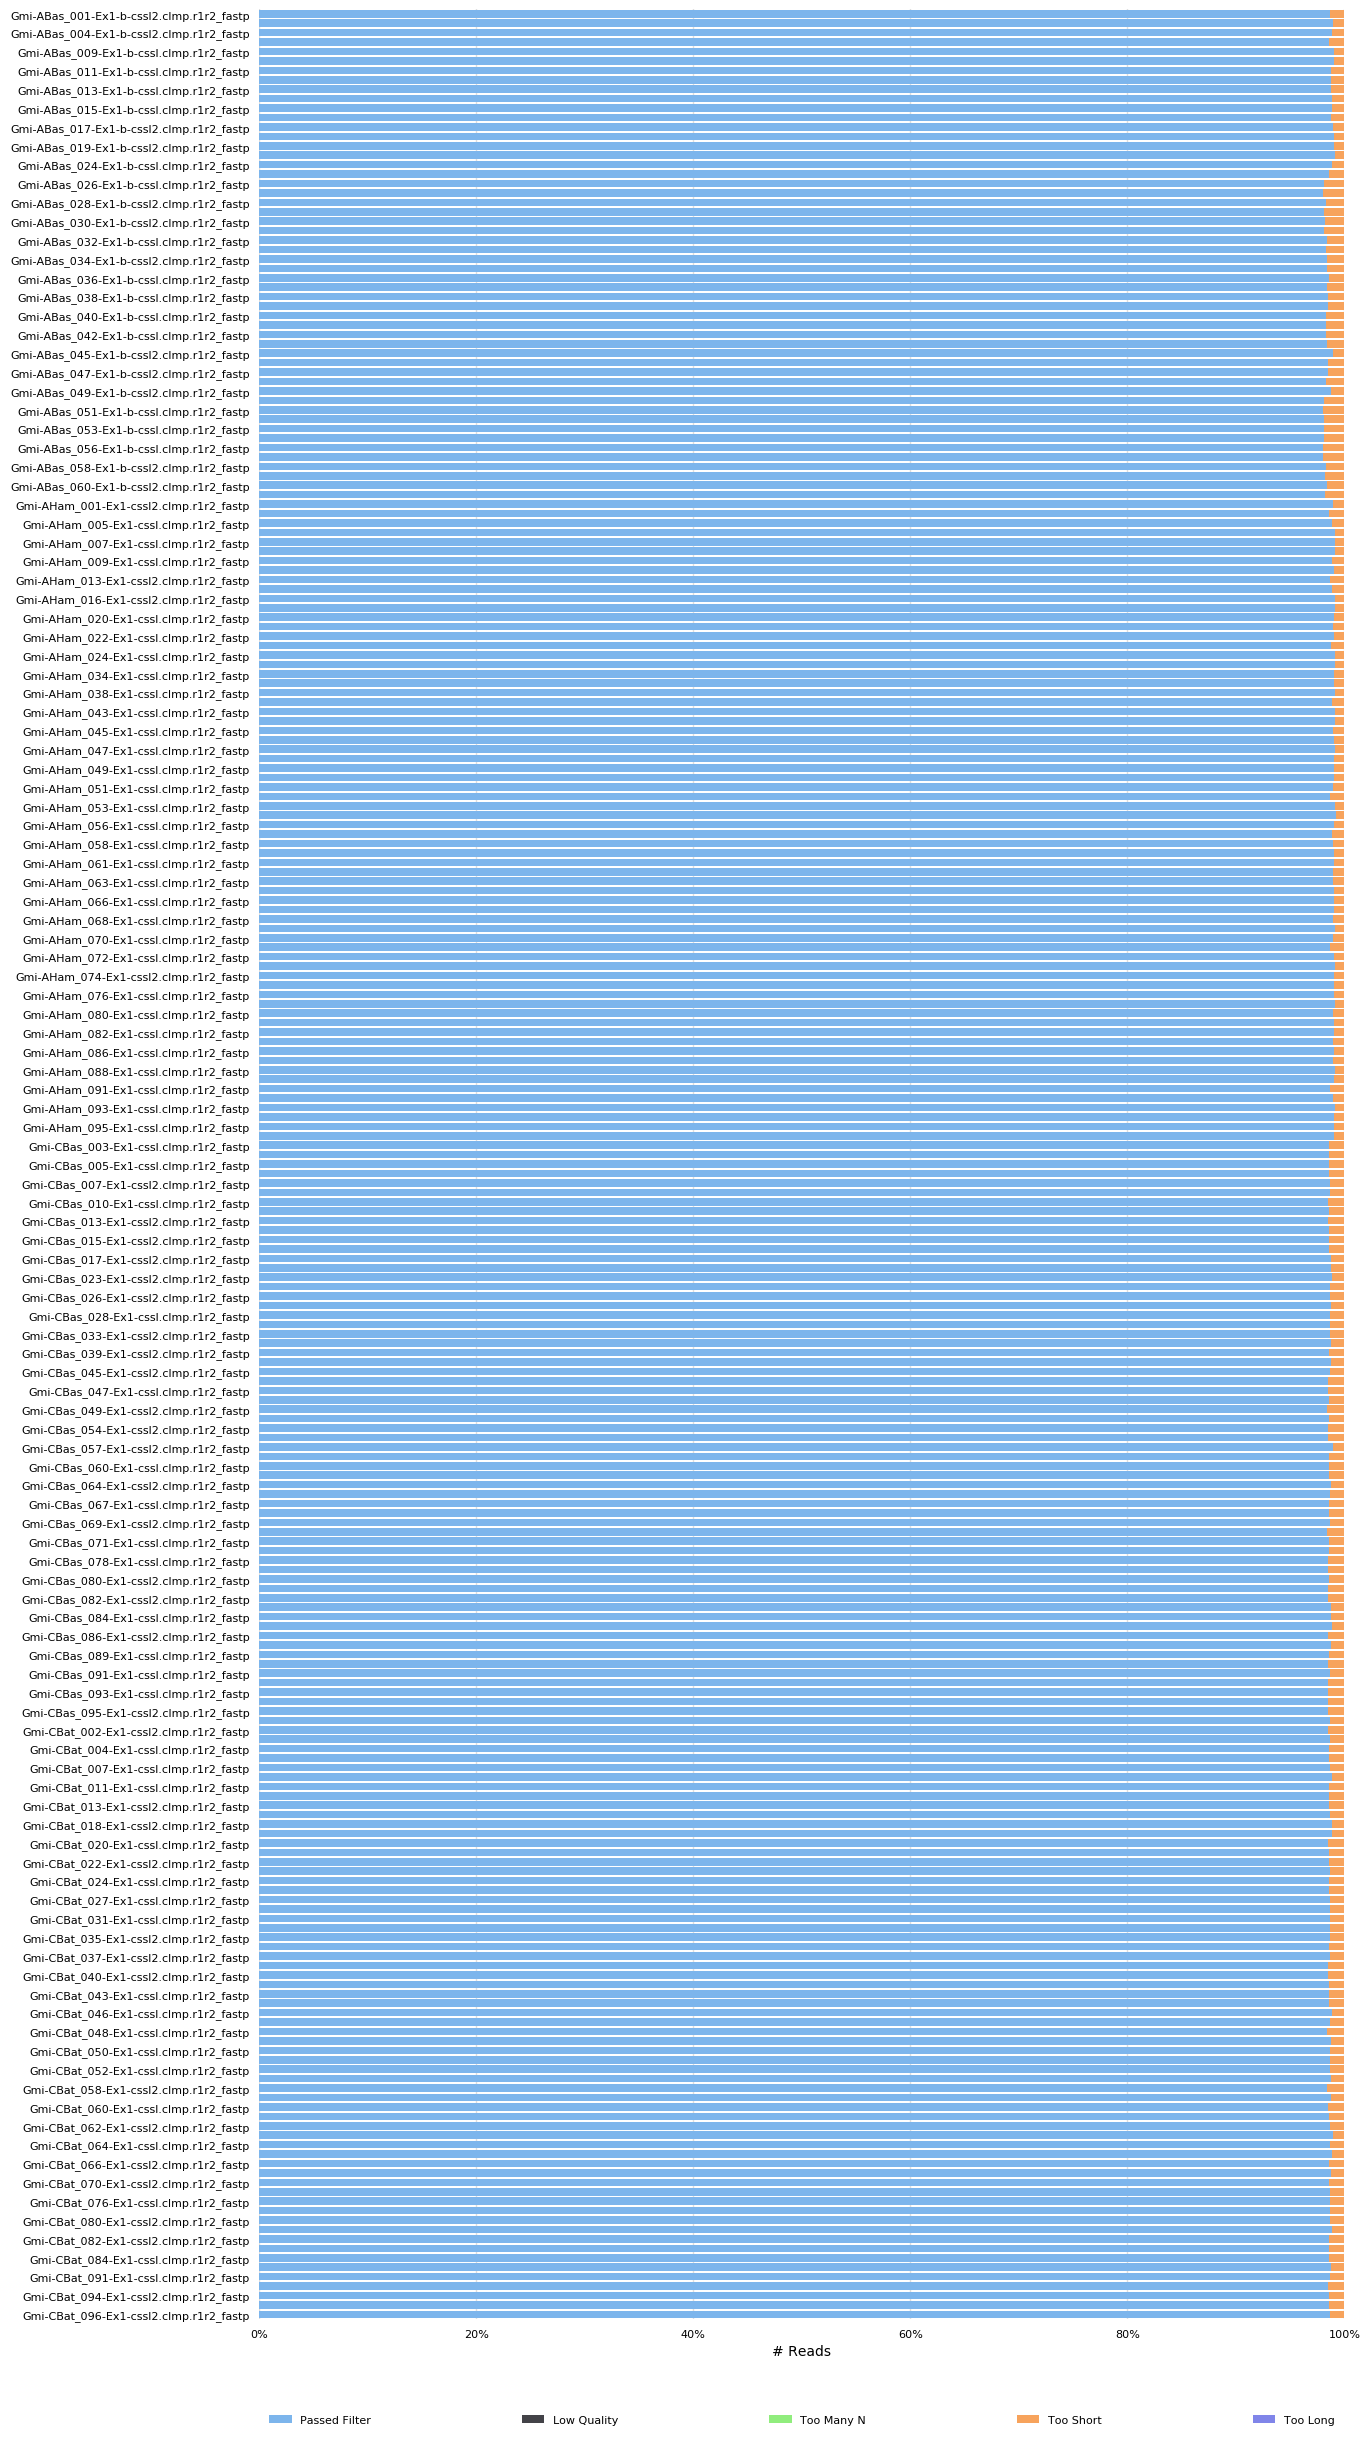 Gmi-ABas_001-Ex1-b-cssl2.clmp.r1r2_fastp
Gmi-ABas_004-Ex1-b-cssl2.clmp.r1r2_fastp
Gmi-ABas_009-Ex1-b-cssl.clmp.r1r2_fastp
Gmi-ABas_011-Ex1-b-cssl.clmp.r1r2_fastp
Gmi-ABas_013-Ex1-b-cssl.clmp.r1r2_fastp
Gmi-ABas_015-Ex1-b-cssl.clmp.r1r2_fastp
Gmi-ABas_017-Ex1-b-cssl2.clmp.r1r2_fastp
Gmi-ABas_019-Ex1-b-cssl2.clmp.r1r2_fastp
Gmi-ABas_024-Ex1-b-cssl.clmp.r1r2_fastp
Gmi-ABas_026-Ex1-b-cssl2.clmp.r1r2_fastp
Gmi-ABas_028-Ex1-b-cssl2.clmp.r1r2_fastp
Gmi-ABas_030-Ex1-b-cssl2.clmp.r1r2_fastp
Gmi-ABas_032-Ex1-b-cssl.clmp.r1r2_fastp
Gmi-ABas_034-Ex1-b-cssl2.clmp.r1r2_fastp
Gmi-ABas_036-Ex1-b-cssl.clmp.r1r2_fastp
Gmi-ABas_038-Ex1-b-cssl.clmp.r1r2_fastp
Gmi-ABas_040-Ex1-b-cssl.clmp.r1r2_fastp
Gmi-ABas_042-Ex1-b-cssl.clmp.r1r2_fastp
Gmi-ABas_045-Ex1-b-cssl2.clmp.r1r2_fastp
Gmi-ABas_047-Ex1-b-cssl.clmp.r1r2_fastp
Gmi-ABas_049-Ex1-b-cssl2.clmp.r1r2_fastp
Gmi-ABas_051-Ex1-b-cssl.clmp.r1r2_fastp
Gmi-ABas_053-Ex1-b-cssl.clmp.r1r2_fastp
Gmi-ABas_056-Ex1-b-cssl.clmp.r1r2_fastp
Gmi-ABas_058-Ex1-b-cssl2.clmp.r1r2_fastp
Gmi-ABas_060-Ex1-b-cssl2.clmp.r1r2_fastp
Gmi-AHam_001-Ex1-cssl2.clmp.r1r2_fastp
Gmi-AHam_005-Ex1-cssl.clmp.r1r2_fastp
Gmi-AHam_007-Ex1-cssl.clmp.r1r2_fastp
Gmi-AHam_009-Ex1-cssl.clmp.r1r2_fastp
Gmi-AHam_013-Ex1-cssl2.clmp.r1r2_fastp
Gmi-AHam_016-Ex1-cssl2.clmp.r1r2_fastp
Gmi-AHam_020-Ex1-cssl.clmp.r1r2_fastp
Gmi-AHam_022-Ex1-cssl.clmp.r1r2_fastp
Gmi-AHam_024-Ex1-cssl.clmp.r1r2_fastp
Gmi-AHam_034-Ex1-cssl.clmp.r1r2_fastp
Gmi-AHam_038-Ex1-cssl.clmp.r1r2_fastp
Gmi-AHam_043-Ex1-cssl.clmp.r1r2_fastp
Gmi-AHam_045-Ex1-cssl.clmp.r1r2_fastp
Gmi-AHam_047-Ex1-cssl.clmp.r1r2_fastp
Gmi-AHam_049-Ex1-cssl.clmp.r1r2_fastp
Gmi-AHam_051-Ex1-cssl.clmp.r1r2_fastp
Gmi-AHam_053-Ex1-cssl.clmp.r1r2_fastp
Gmi-AHam_056-Ex1-cssl.clmp.r1r2_fastp
Gmi-AHam_058-Ex1-cssl.clmp.r1r2_fastp
Gmi-AHam_061-Ex1-cssl.clmp.r1r2_fastp
Gmi-AHam_063-Ex1-cssl.clmp.r1r2_fastp
Gmi-AHam_066-Ex1-cssl.clmp.r1r2_fastp
Gmi-AHam_068-Ex1-cssl.clmp.r1r2_fastp
Gmi-AHam_070-Ex1-cssl.clmp.r1r2_fastp
Gmi-AHam_072-Ex1-cssl.clmp.r1r2_fastp
Gmi-AHam_074-Ex1-cssl2.clmp.r1r2_fastp
Gmi-AHam_076-Ex1-cssl.clmp.r1r2_fastp
Gmi-AHam_080-Ex1-cssl.clmp.r1r2_fastp
Gmi-AHam_082-Ex1-cssl.clmp.r1r2_fastp
Gmi-AHam_086-Ex1-cssl.clmp.r1r2_fastp
Gmi-AHam_088-Ex1-cssl.clmp.r1r2_fastp
Gmi-AHam_091-Ex1-cssl.clmp.r1r2_fastp
Gmi-AHam_093-Ex1-cssl.clmp.r1r2_fastp
Gmi-AHam_095-Ex1-cssl.clmp.r1r2_fastp
Gmi-CBas_003-Ex1-cssl.clmp.r1r2_fastp
Gmi-CBas_005-Ex1-cssl.clmp.r1r2_fastp
Gmi-CBas_007-Ex1-cssl2.clmp.r1r2_fastp
Gmi-CBas_010-Ex1-cssl.clmp.r1r2_fastp
Gmi-CBas_013-Ex1-cssl2.clmp.r1r2_fastp
Gmi-CBas_015-Ex1-cssl2.clmp.r1r2_fastp
Gmi-CBas_017-Ex1-cssl2.clmp.r1r2_fastp
Gmi-CBas_023-Ex1-cssl2.clmp.r1r2_fastp
Gmi-CBas_026-Ex1-cssl2.clmp.r1r2_fastp
Gmi-CBas_028-Ex1-cssl.clmp.r1r2_fastp
Gmi-CBas_033-Ex1-cssl2.clmp.r1r2_fastp
Gmi-CBas_039-Ex1-cssl2.clmp.r1r2_fastp
Gmi-CBas_045-Ex1-cssl2.clmp.r1r2_fastp
Gmi-CBas_047-Ex1-cssl.clmp.r1r2_fastp
Gmi-CBas_049-Ex1-cssl2.clmp.r1r2_fastp
Gmi-CBas_054-Ex1-cssl2.clmp.r1r2_fastp
Gmi-CBas_057-Ex1-cssl2.clmp.r1r2_fastp
Gmi-CBas_060-Ex1-cssl.clmp.r1r2_fastp
Gmi-CBas_064-Ex1-cssl2.clmp.r1r2_fastp
Gmi-CBas_067-Ex1-cssl.clmp.r1r2_fastp
Gmi-CBas_069-Ex1-cssl2.clmp.r1r2_fastp
Gmi-CBas_071-Ex1-cssl.clmp.r1r2_fastp
Gmi-CBas_078-Ex1-cssl.clmp.r1r2_fastp
Gmi-CBas_080-Ex1-cssl2.clmp.r1r2_fastp
Gmi-CBas_082-Ex1-cssl2.clmp.r1r2_fastp
Gmi-CBas_084-Ex1-cssl.clmp.r1r2_fastp
Gmi-CBas_086-Ex1-cssl2.clmp.r1r2_fastp
Gmi-CBas_089-Ex1-cssl.clmp.r1r2_fastp
Gmi-CBas_091-Ex1-cssl.clmp.r1r2_fastp
Gmi-CBas_093-Ex1-cssl.clmp.r1r2_fastp
Gmi-CBas_095-Ex1-cssl2.clmp.r1r2_fastp
Gmi-CBat_002-Ex1-cssl2.clmp.r1r2_fastp
Gmi-CBat_004-Ex1-cssl.clmp.r1r2_fastp
Gmi-CBat_007-Ex1-cssl.clmp.r1r2_fastp
Gmi-CBat_011-Ex1-cssl.clmp.r1r2_fastp
Gmi-CBat_013-Ex1-cssl2.clmp.r1r2_fastp
Gmi-CBat_018-Ex1-cssl2.clmp.r1r2_fastp
Gmi-CBat_020-Ex1-cssl.clmp.r1r2_fastp
Gmi-CBat_022-Ex1-cssl2.clmp.r1r2_fastp
Gmi-CBat_024-Ex1-cssl.clmp.r1r2_fastp
Gmi-CBat_027-Ex1-cssl.clmp.r1r2_fastp
Gmi-CBat_031-Ex1-cssl.clmp.r1r2_fastp
Gmi-CBat_035-Ex1-cssl2.clmp.r1r2_fastp
Gmi-CBat_037-Ex1-cssl2.clmp.r1r2_fastp
Gmi-CBat_040-Ex1-cssl2.clmp.r1r2_fastp
Gmi-CBat_043-Ex1-cssl.clmp.r1r2_fastp
Gmi-CBat_046-Ex1-cssl.clmp.r1r2_fastp
Gmi-CBat_048-Ex1-cssl.clmp.r1r2_fastp
Gmi-CBat_050-Ex1-cssl.clmp.r1r2_fastp
Gmi-CBat_052-Ex1-cssl.clmp.r1r2_fastp
Gmi-CBat_058-Ex1-cssl2.clmp.r1r2_fastp
Gmi-CBat_060-Ex1-cssl.clmp.r1r2_fastp
Gmi-CBat_062-Ex1-cssl2.clmp.r1r2_fastp
Gmi-CBat_064-Ex1-cssl.clmp.r1r2_fastp
Gmi-CBat_066-Ex1-cssl2.clmp.r1r2_fastp
Gmi-CBat_070-Ex1-cssl2.clmp.r1r2_fastp
Gmi-CBat_076-Ex1-cssl.clmp.r1r2_fastp
Gmi-CBat_080-Ex1-cssl2.clmp.r1r2_fastp
Gmi-CBat_082-Ex1-cssl2.clmp.r1r2_fastp
Gmi-CBat_084-Ex1-cssl.clmp.r1r2_fastp
Gmi-CBat_091-Ex1-cssl.clmp.r1r2_fastp
Gmi-CBat_094-Ex1-cssl2.clmp.r1r2_fastp
Gmi-CBat_096-Ex1-cssl2.clmp.r1r2_fastp
0% 20% 40% 60% 80% 100%
# Reads
Passed Filter Low Quality Too Many N Too Short Too Long